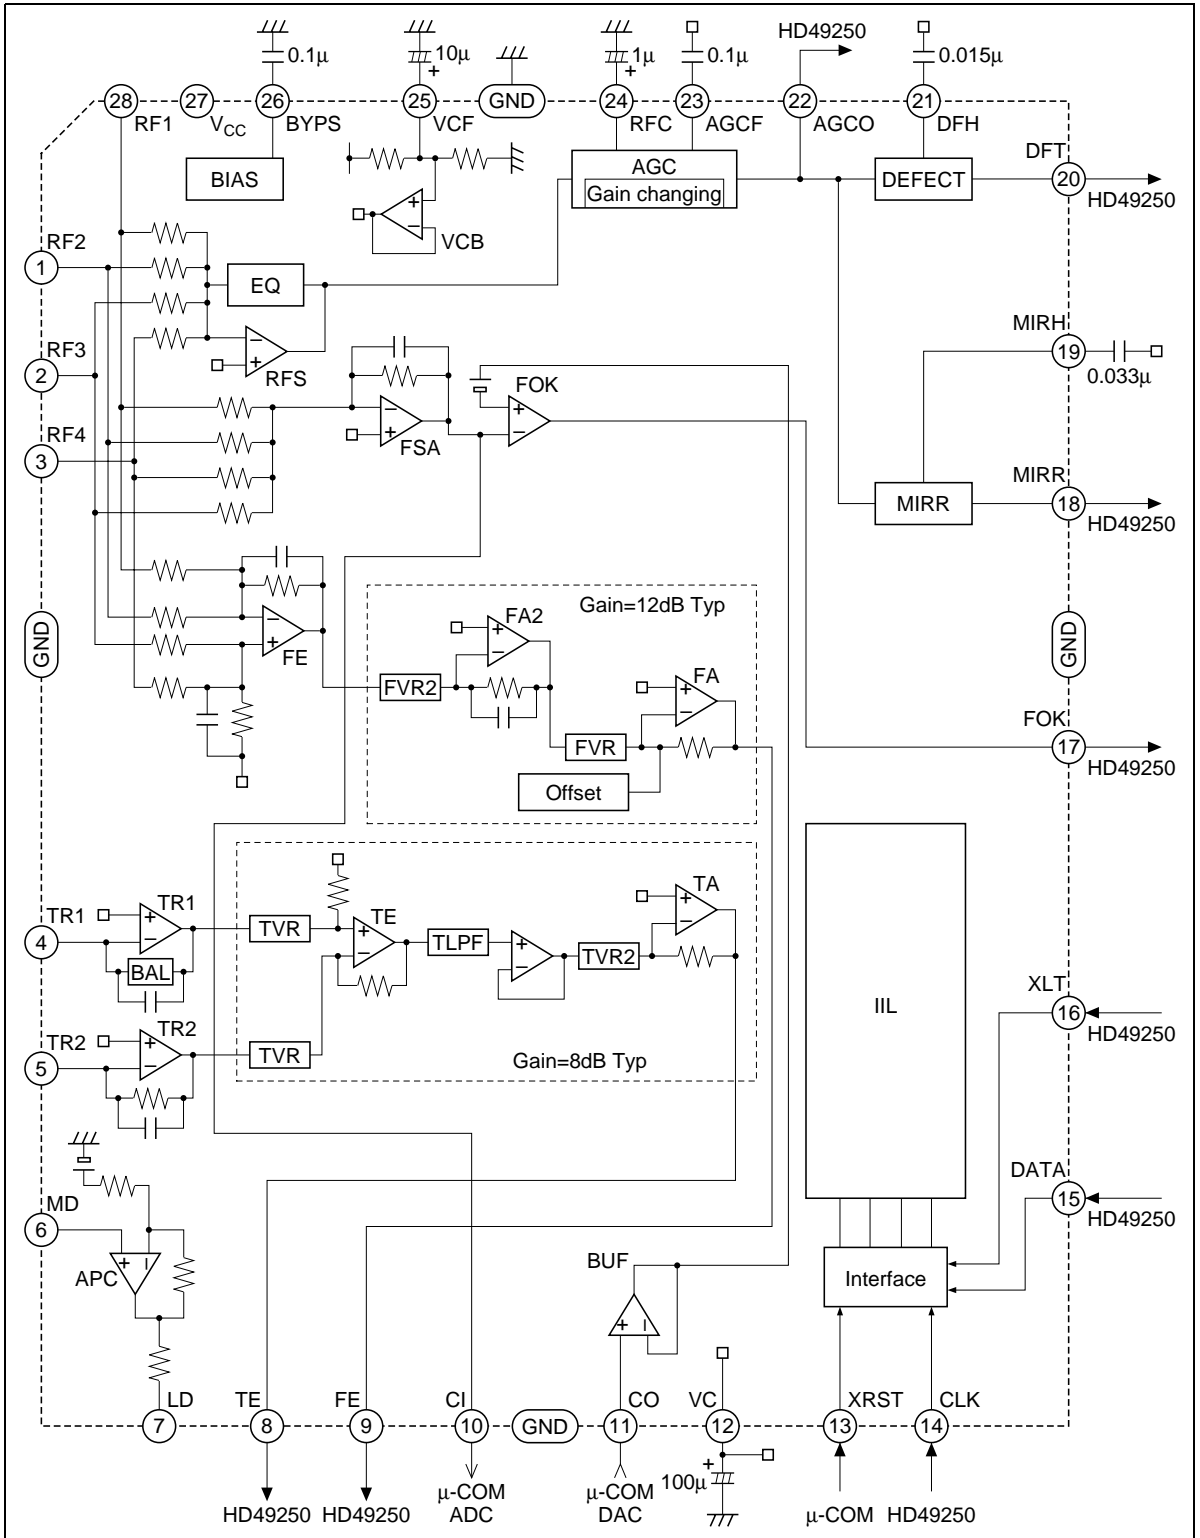 HD49250
0.1μ
10μ
1μ
0.1μ
0.015μ
28
27
26
25
GND
24
23
22
21
RF1
VCC
BYPS
VCF
RFC
AGCF
AGCO
DFH
DFT
20
HD49250
BIAS
AGC
Gain changing
DEFECT
+
−
VCB
RF2
1
EQ
RF3
2
−
+
RFS
MIRH
19
0.033μ
RF4
3
−
+
FSA
FOK
+
−
MIRR
MIRR
18
HD49250
Gain=12dB Typ
GND
GND
−
+
FE
FA2
+
−
FVR2
FA
+
−
FVR
Offset
FOK
17
HD49250
TR1
4
TR1
+
−
BAL
TVR
TE
+
−
TLPF
+
−
TVR2
TA
+
−
IIL
XLT
16
HD49250
TR2
5
TR2
+
−
TVR
Gain=8dB Typ
DATA
15
HD49250
MD
6
+
−
APC
BUF
+
−
Interface
LD
TE
FE
CI
CO
VC
XRST
CLK
7
8
9
10
GND
11
12
13
14
+
100μ
HD49250
HD49250
μ-COM
ADC
μ-COM
DAC
μ-COM
HD49250